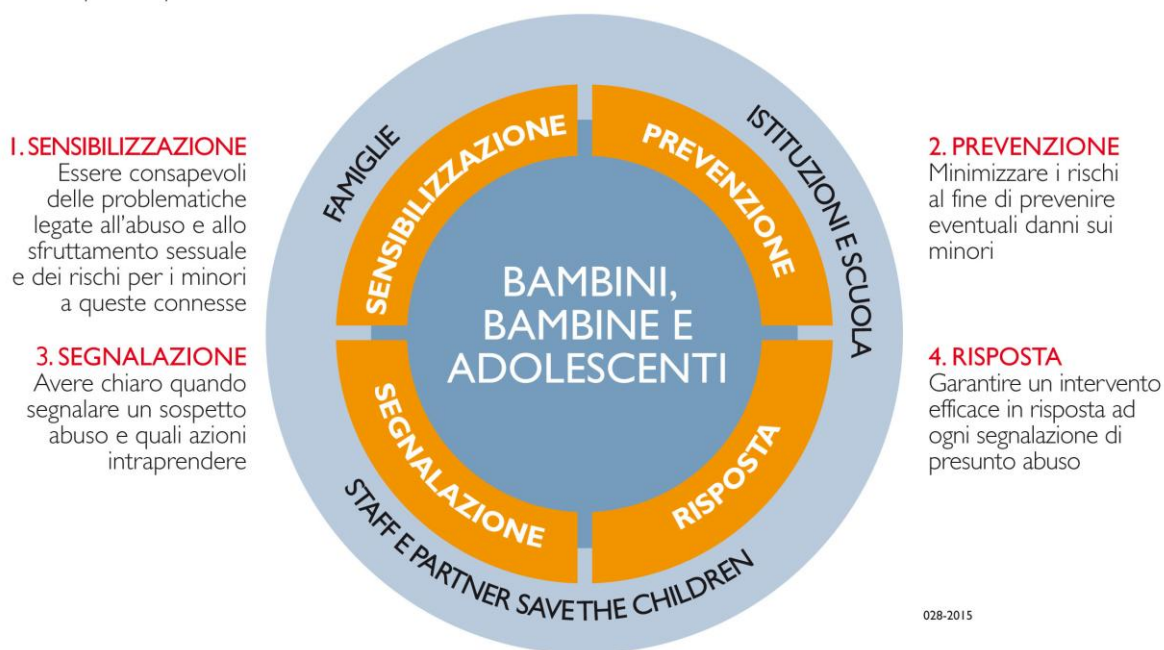 1. SENSIBILIZZAZIONE
Essere consapevoli
delle problematiche
legate all'abuso e allo
sfruttamento sessuale
e dei rischi per i minori
a queste connesse
3. SEGNALAZIONE
Avere chiaro quando
segnalare un sospetto
abuso e quali azioni
intraprendere
FAMIGLIE
ISTITUZIONI E SCUOLA
STAFF E PARTNER SAVE THE CHILDREN
SENSIBILIZZAZIONE
PREVENZIONE
SEGNALAZIONE
RISPOSTA
BAMBINI,
BAMBINE E
ADOLESCENTI
2. PREVENZIONE
Minimizzare i rischi
al fine di prevenire
eventuali danni sui
minori
4. RISPOSTA
Garantire un intervento
efficace in risposta ad
ogni segnalazione di
presunto abuso
028-2015